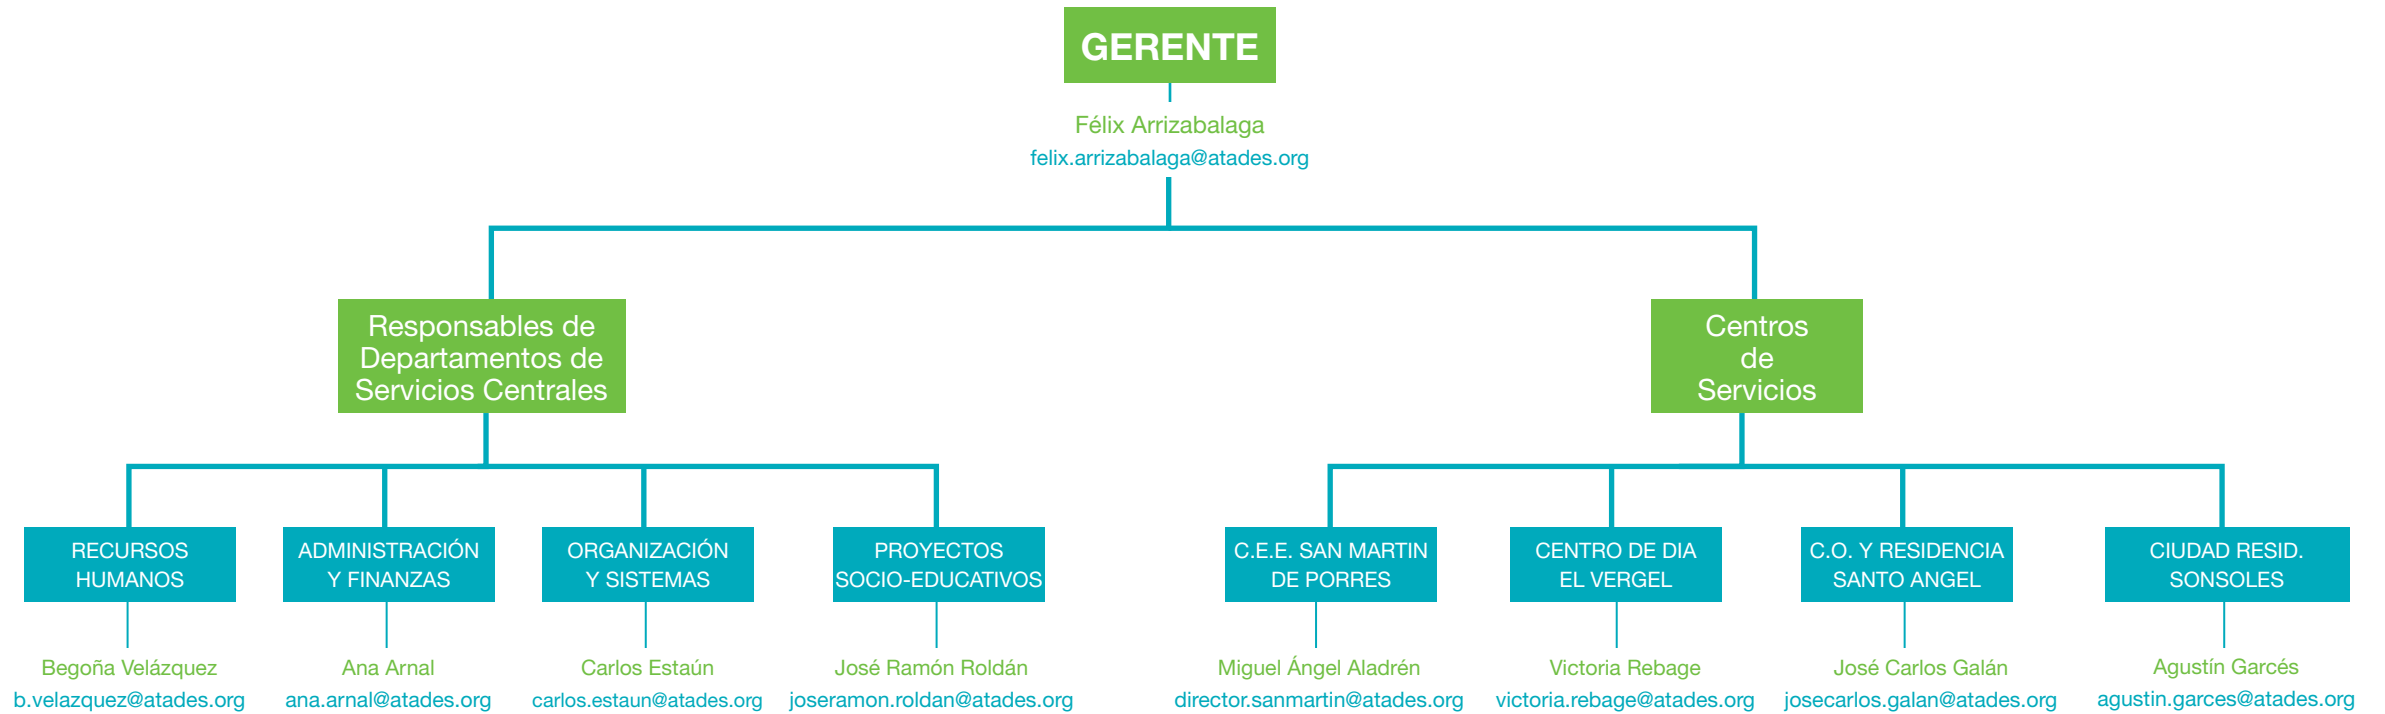 GERENTE
Félix Arrizabalaga
felix.arrizabalaga@atades.org
Responsables de
Departamentos de
Servicios Centrales
Centros
de
Servicios
RECURSOS
HUMANOS
ADMINISTRACIÓN
Y FINANZAS
ORGANIZACIÓN
Y SISTEMAS
PROYECTOS
SOCIO-EDUCATIVOS
C.E.E. SAN MARTIN
DE PORRES
CENTRO DE DIA
EL VERGEL
C.O. Y RESIDENCIA
SANTO ANGEL
CIUDAD RESID.
SONSOLES
Begoña Velázquez
b.velazquez@atades.org
Ana Arnal
ana.arnal@atades.org
Carlos Estaún
carlos.estaun@atades.org
José Ramón Roldán
joseramon.roldan@atades.org
Miguel Ángel Aladrén
director.sanmartin@atades.org
Victoria Rebage
victoria.rebage@atades.org
José Carlos Galán
josecarlos.galan@atades.org
Agustín Garcés
agustin.garces@atades.org